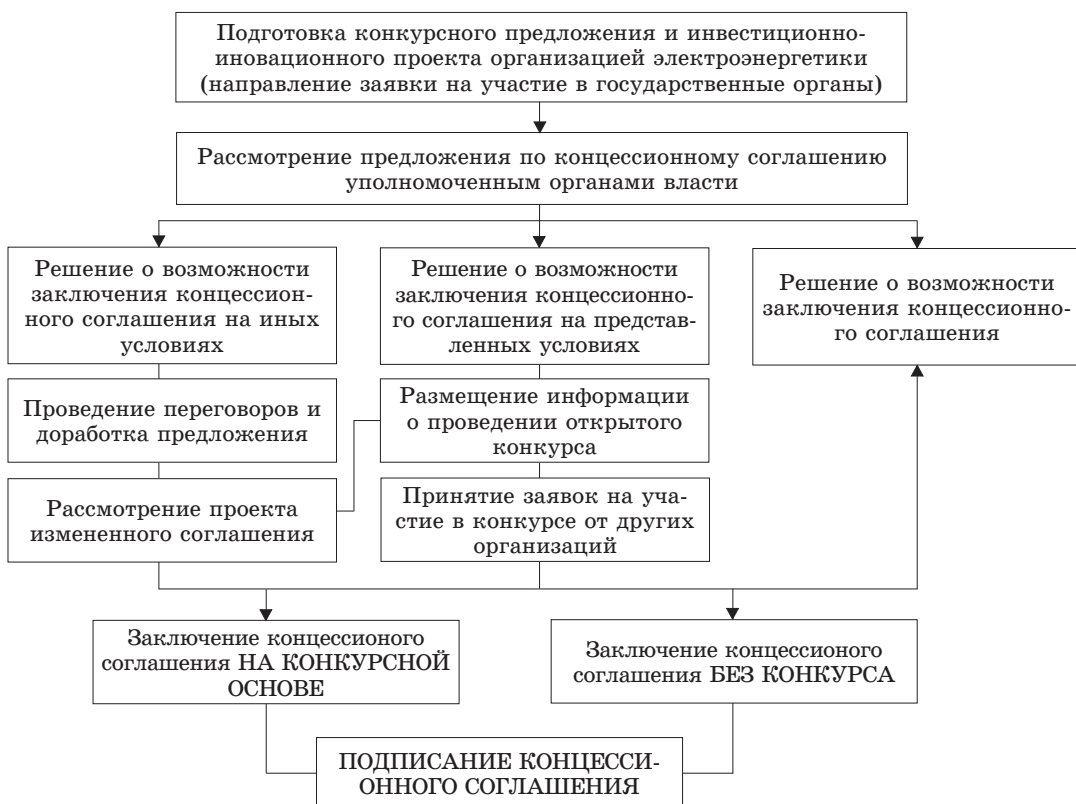 Подготовка конкурсного предложения и инвестиционно-
иновационного проекта организацией электроэнергетики
(направление заявки на участие в государственные органы)
Рассмотрение предложения по концессионному соглашению
уполномоченным органами власти
Решение о возможности
заключения концессион-
ного соглашения на иных
условиях
Решение о возможности
заключения концессионно-
го соглашения на представ-
ленных условиях
Решение о возможности
заключения концессионно-
го соглашения
Проведение переговоров и
доработка предложения
Размещение информации
о проведении открытого
конкурса
Рассмотрение проекта
измененного соглашения
Принятие заявок на уча-
стие в конкурсе от других
организаций
Заключение концессионого
соглашения НА КОНКУРСНОЙ
ОСНОВЕ
Заключение концессионого
соглашения БЕЗ КОНКУРСА
ПОДПИСАНИЕ КОНЦЕССИ-
ОННОГО СОГЛАШЕНИЯ